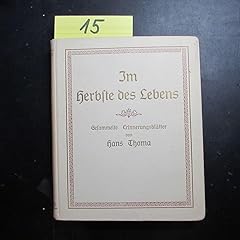 15
Im
Herbste des Lebens
Gesammelte Erinnerungsblätter
von
Hans Thoma